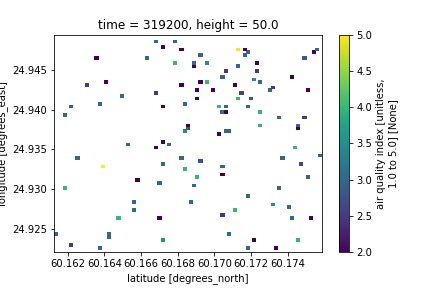 time = 319200, height = 50.0
24.945
24.940
24.935
24.930
24.925
longitude [degrees_east]
60.162 60.164 60.166 60.168 60.170 60.172 60.174
latitude [degrees_north]
5.0
4.5
4.0
3.5
3.0
2.5
2.0
air quality index [unitless,
1.0 to 5.0] [None]